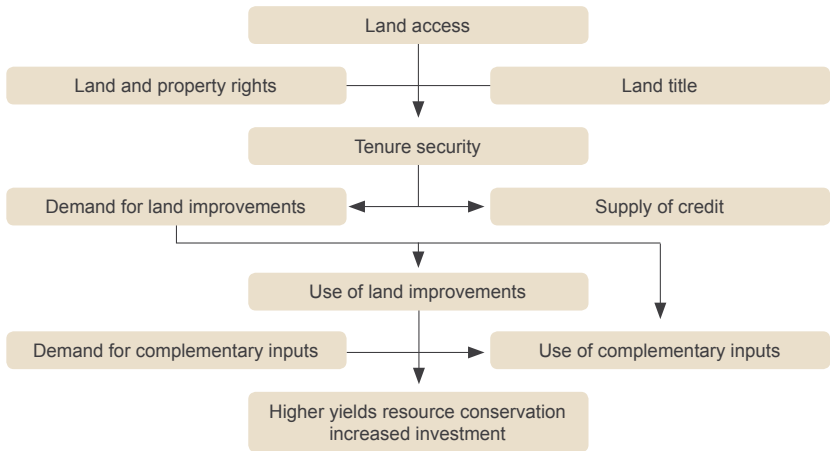 Land access
Land and property rights
Land title
Tenure security
Demand for land improvements
Supply of credit
Use of land improvements
Demand for complementary inputs
Use of complementary inputs
Higher yields resource conservation
increased investment